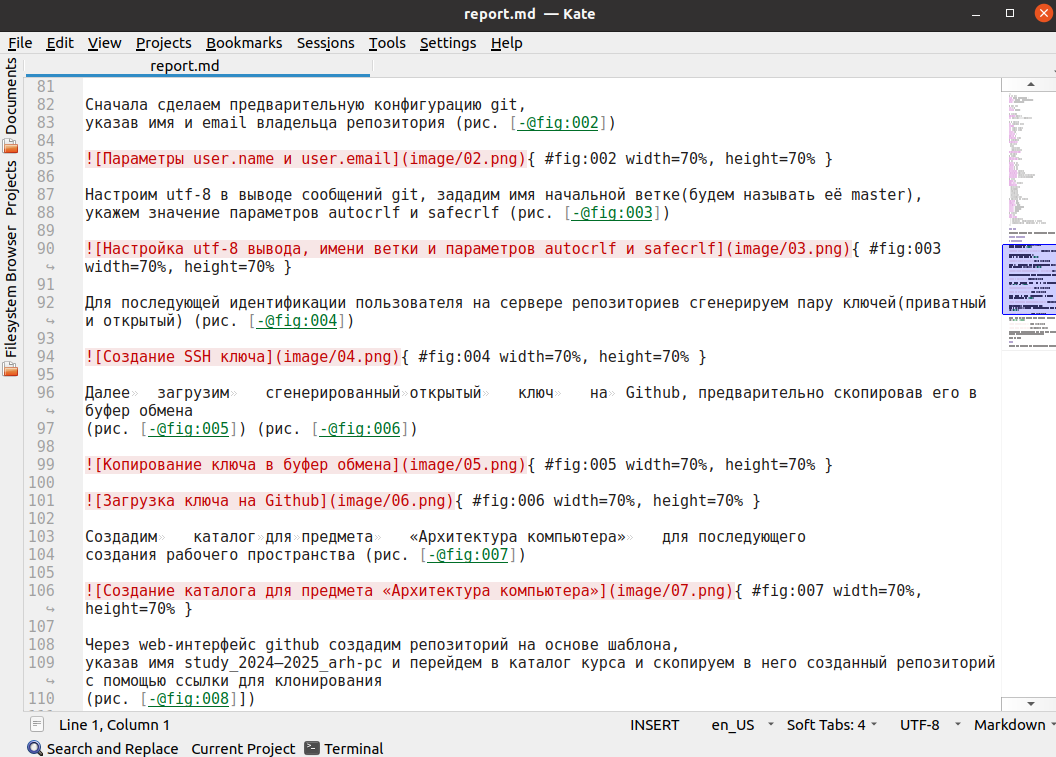 report.md — Kate
File Edit View Projects Bookmarks Sessions Tools Settings Help
report.md
Documents
Projects
Filesystem Browser
81
82 Сначала сделаем предварительную конфигурацию git,
83 указав имя и email владельца репозитория (рис. [-@fig:002])
84
85 ![Параметры user.name и user.email](image/02.png){ #fig:002 width=70%, height=70% }
86
87 Настроим utf-8 в выводе сообщений git, зададим имя начальной ветке(будем называть её master),
88 укажем значение параметров autocrlf и safecrlf (рис. [-@fig:003])
89
90 ![Настройка utf-8 вывода, имени ветки и параметров autocrlf и safecrlf](image/03.png){ #fig:003
↪ width=70%, height=70% }
91
92 Для последующей идентификации пользователя на сервере репозиториев сгенерируем пару ключей(приватный
↪ и открытый) (рис. [-@fig:004])
93
94 ![Создание SSH ключа](image/04.png){ #fig:004 width=70%, height=70% }
95
96 Далее» загрузим» сгенерированный»открытый» ключ» на» Github, предварительно скопировав его в
↪ буфер обмена
97 (рис. [-@fig:005]) (рис. [-@fig:006])
98
99 ![Копирование ключа в буфер обмена](image/05.png){ #fig:005 width=70%, height=70% }
100
101 ![Загрузка ключа на Github](image/06.png){ #fig:006 width=70%, height=70% }
102
103 Создадим» каталог»для»предмета» «Архитектура компьютера»» для последующего
104 создания рабочего пространства (рис. [-@fig:007])
105
106 ![Создание каталога для предмета «Архитектура компьютера»](image/07.png){ #fig:007 width=70%,
↪ height=70% }
107
108 Через web-интерфейс github создадим репозиторий на основе шаблона,
109 указав имя study_2024–2025_arh-pc и перейдем в каталог курса и скопируем в него созданный репозиторий
↪ с помощью ссылки для клонирования
110 (рис. [-@fig:008]])
Line 1, Column 1 INSERT en_US Soft Tabs: 4 UTF-8 Markdown
Search and Replace Current Project Terminal